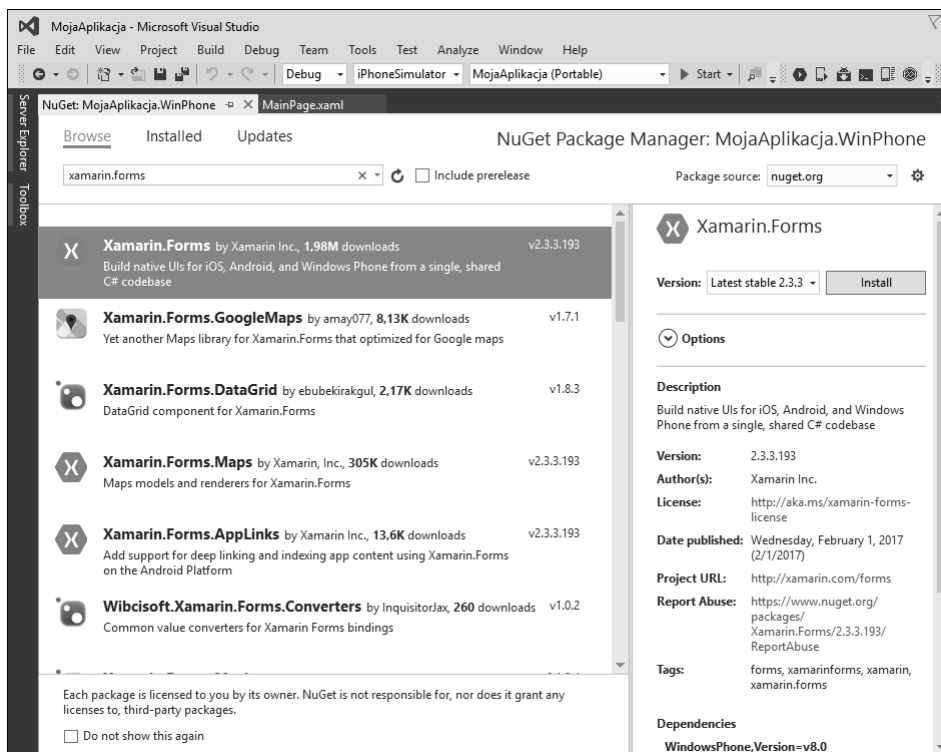 MojaAplikacja - Microsoft Visual Studio
File Edit View Project Build Debug Team Tools Test Analyze Window Help
Debug iPhoneSimulator MojaAplikacja (Portable) Start
Server Explorer
Toolbox
NuGet: MojaAplikacja.WinPhone MainPage.xaml
Browse Installed Updates
NuGet Package Manager: MojaAplikacja.WinPhone
xamarin.forms
Include prerelease
Package source: nuget.org
Xamarin.Forms by Xamarin Inc., 1,98M downloads v2.3.3.193
Build native UIs for iOS, Android, and Windows Phone from a single, shared
C# codebase
Xamarin.Forms.GoogleMaps by amay077, 8,13K downloads v1.7.1
Yet another Maps library for Xamarin.Forms that optimized for Google maps
Xamarin.Forms.DataGrid by ebubekirakgul, 2,17K downloads v1.8.3
DataGrid component for Xamarin.Forms
Xamarin.Forms.Maps by Xamarin, Inc., 305K downloads v2.3.3.193
Maps models and renderers for Xamarin.Forms
Xamarin.Forms.AppLinks by Xamarin Inc., 13,6K downloads v2.3.3.193
Add support for deep linking and indexing app content using Xamarin.Forms
on the Android Platform
Wibcisoft.Xamarin.Forms.Converters by InquisitorJax, 260 downloads v1.0.2
Common value converters for Xamarin Forms bindings
Each package is licensed to you by its owner. NuGet is not responsible for, nor does it grant any
licenses to, third-party packages.
Do not show this again
Xamarin.Forms
Version: Latest stable 2.3.3 Install
Options
Description
Build native UIs for iOS, Android, and Windows
Phone from a single, shared C# codebase
Version: 2.3.3.193
Author(s): Xamarin Inc.
License: http://aka.ms/xamarin-forms-
license
Date published: Wednesday, February 1, 2017
(2/1/2017)
Project URL: http://xamarin.com/forms
Report Abuse: https://www.nuget.org/
packages/
Xamarin.Forms/2.3.3.193/
ReportAbuse
Tags: forms, xamarinforms, xamarin,
xamarin.forms
Dependencies
WindowsPhone,Version=v8.0